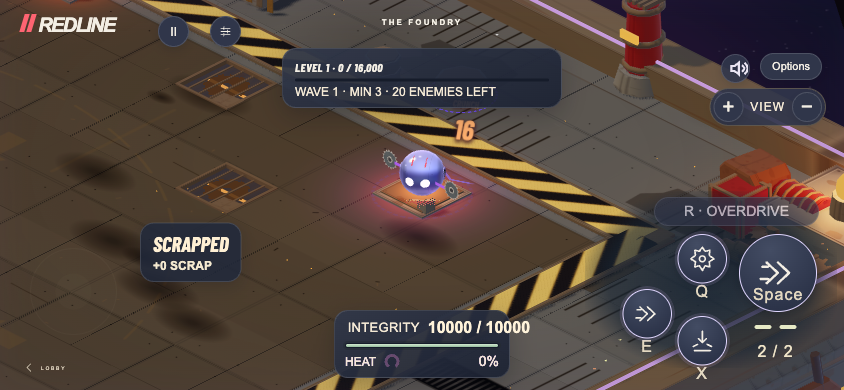 REDLINE
THE FOUNDRY
LEVEL 1 · 0 / 16,000
WAVE 1 · MIN 3 · 20 ENEMIES LEFT
Options
+ VIEW −
16
R · OVERDRIVE
SCRAPPED
+0 SCRAP
Q
Space
E
2 / 2
X
INTEGRITY 10000 / 10000
HEAT 0%
LOBBY